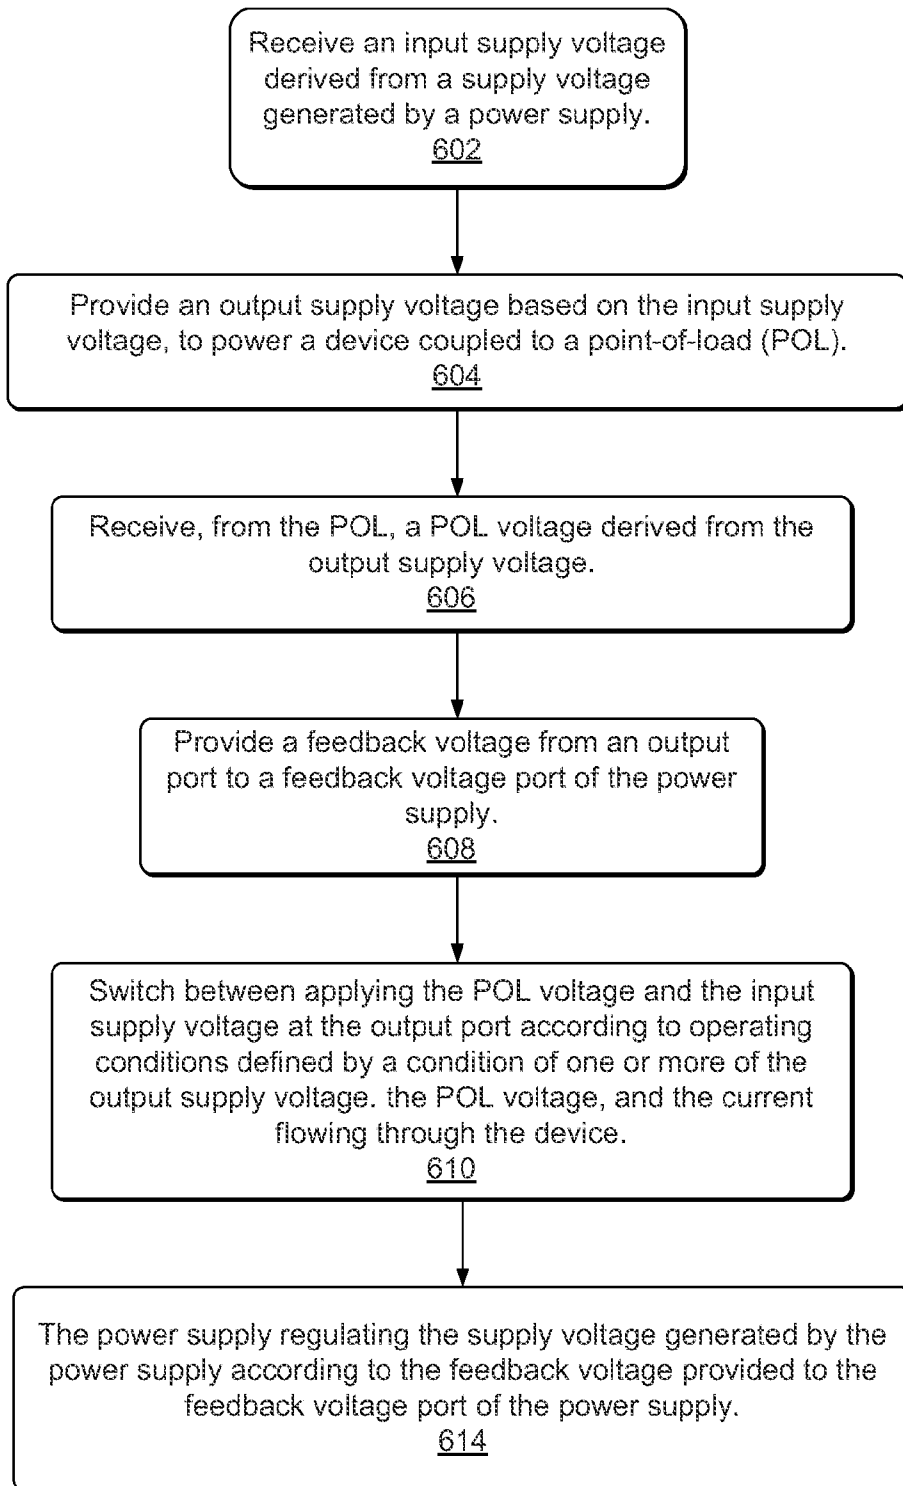 Receive an input supply voltage
derived from a supply voltage
generated by a power supply.
602
Provide an output supply voltage based on the input supply
voltage, to power a device coupled to a point-of-load (POL).
604
Receive, from the POL, a POL voltage derived from the
output supply voltage.
606
Provide a feedback voltage from an output
port to a feedback voltage port of the power
supply.
608
Switch between applying the POL voltage and the input
supply voltage at the output port according to operating
conditions defined by a condition of one or more of the
output supply voltage. the POL voltage, and the current
flowing through the device.
610
The power supply regulating the supply voltage generated by the
power supply according to the feedback voltage provided to the
feedback voltage port of the power supply.
614